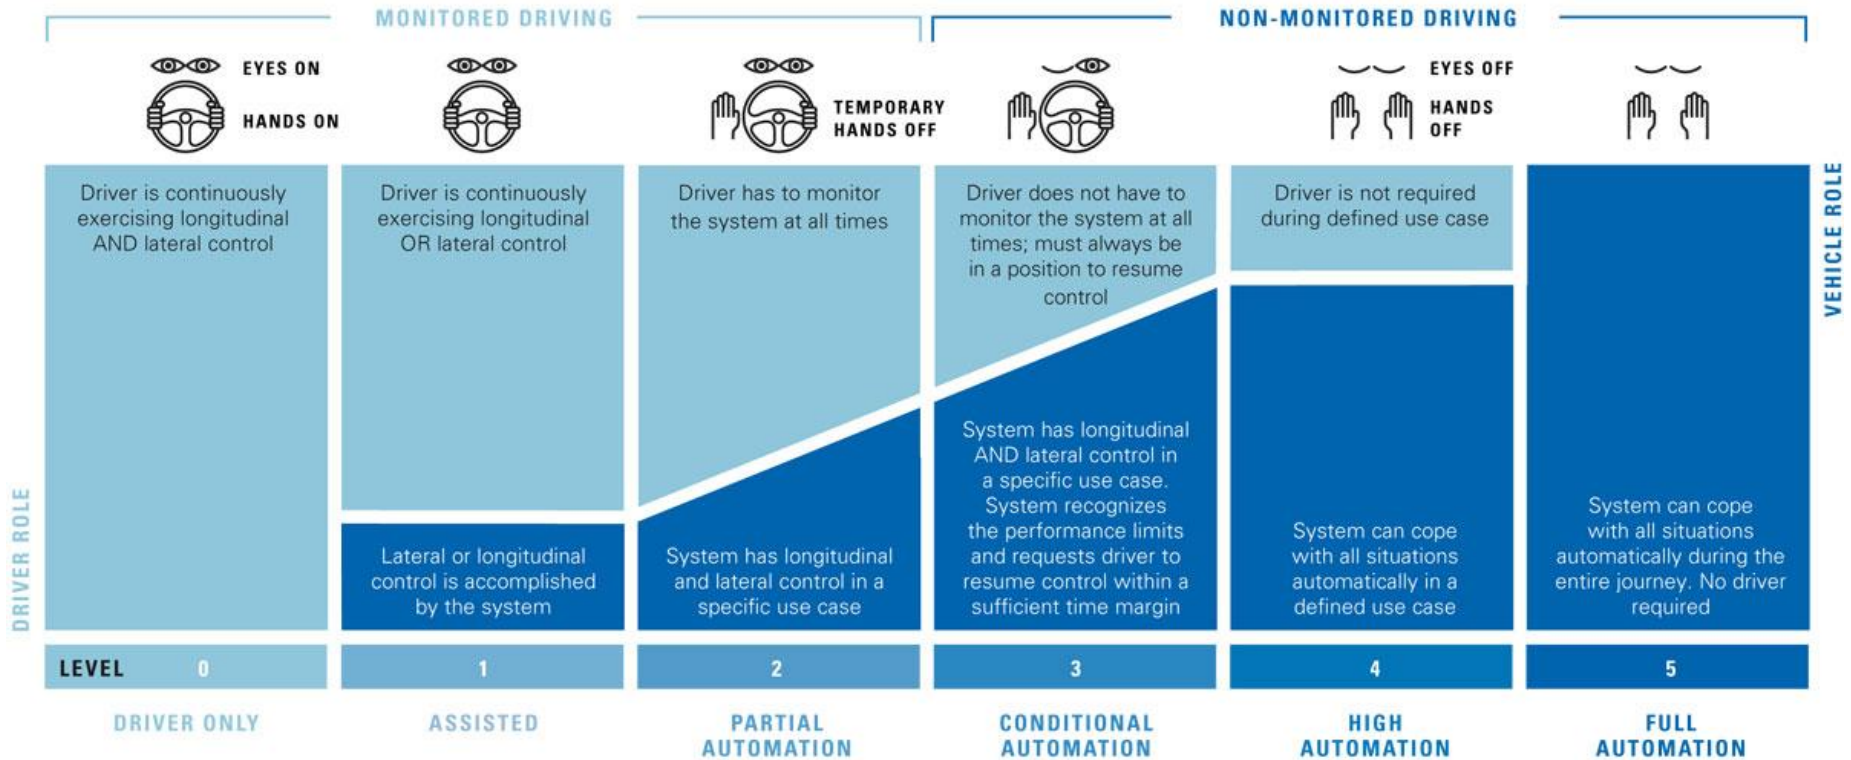 MONITORED DRIVING
NON-MONITORED DRIVING
EYES ON
HANDS ON
TEMPORARY
HANDS OFF
EYES OFF
HANDS
OFF
Driver is continuously
exercising longitudinal
AND lateral control
Driver is continuously
exercising longitudinal
OR lateral control
Driver has to monitor
the system at all times
Driver does not have to
monitor the system at all
times; must always be
in a position to resume
control
Driver is not required
during defined use case
VEHICLE ROLE
DRIVER ROLE
Lateral or longitudinal
control is accomplished
by the system
System has longitudinal
and lateral control in a
specific use case
System has longitudinal
AND lateral control in
a specific use case.
System recognizes
the performance limits
and requests driver to
resume control within a
sufficient time margin
System can cope
with all situations
automatically in a
defined use case
System can cope
with all situations
automatically during the
entire journey. No driver
required
LEVEL 0 1 2 3 4 5
DRIVER ONLY
ASSISTED
PARTIAL
AUTOMATION
CONDITIONAL
AUTOMATION
HIGH
AUTOMATION
FULL
AUTOMATION